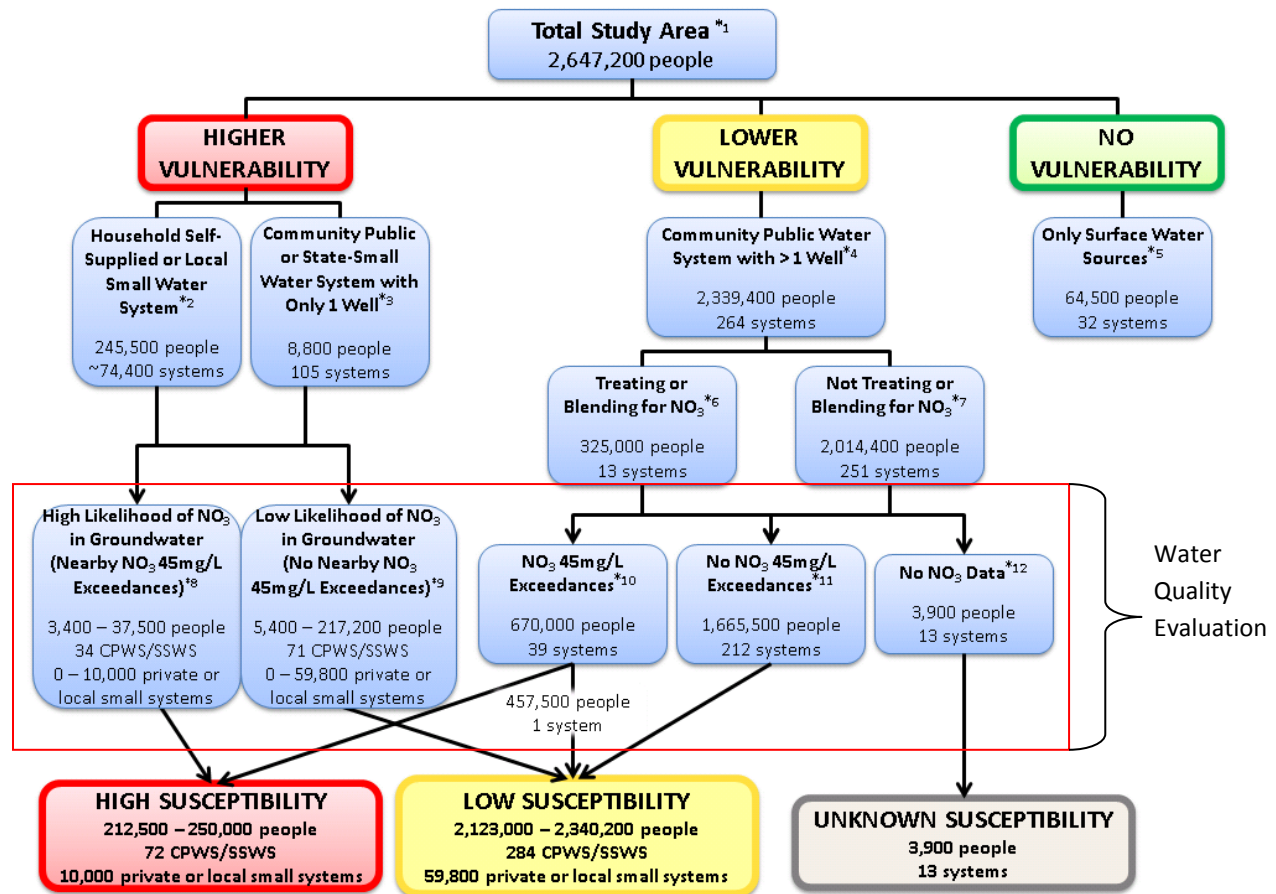 Total Study Area *1
2,647,200 people
HIGHER
VULNERABILITY
LOWER
VULNERABILITY
NO
VULNERABILITY
Household Self-
Supplied or Local
Small Water
System*2
245,500 people
~74,400 systems
Community Public
or State-Small
Water System with
Only 1 Well*3
8,800 people
105 systems
Community Public Water
System with > 1 Well*4
2,339,400 people
264 systems
Only Surface Water
Sources*5
64,500 people
32 systems
Treating or
Blending for NO3*6
325,000 people
13 systems
Not Treating or
Blending for NO3*7
2,014,400 people
251 systems
High Likelihood of NO3
in Groundwater
(Nearby NO3 45mg/L
Exceedances)*8
3,400 – 37,500 people
34 CPWS/SSWS
0 – 10,000 private or
local small systems
Low Likelihood of NO3
in Groundwater
(No Nearby NO3
45mg/L Exceedances)*9
5,400 – 217,200 people
71 CPWS/SSWS
0 – 59,800 private or
local small systems
NO3 45mg/L
Exceedances*10
670,000 people
39 systems
No NO3 45mg/L
Exceedances*11
1,665,500 people
212 systems
No NO3 Data*12
3,900 people
13 systems
Water
Quality
Evaluation
457,500 people
1 system
HIGH SUSCEPTIBILITY
212,500 – 250,000 people
72 CPWS/SSWS
10,000 private or local small systems
LOW SUSCEPTIBILITY
2,123,000 – 2,340,200 people
284 CPWS/SSWS
59,800 private or local small systems
UNKNOWN SUSCEPTIBILITY
3,900 people
13 systems